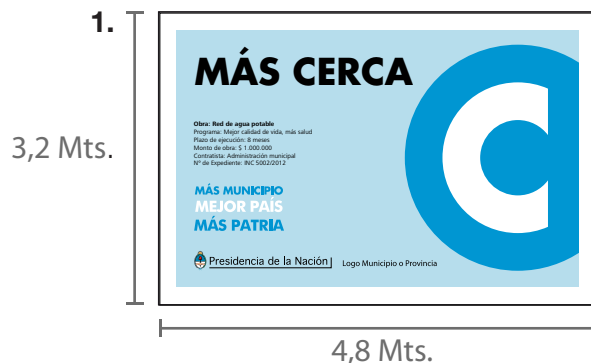 1.
3,2 Mts.
MÁS CERCA
Obra: Red de agua potable
Programa: Mejor calidad de vida, más salud
Plazo de ejecución: 8 meses
Monto de obra: $ 1.000.000
Contratista: Administración municipal
Nº de Expediente: INC 5002/2012
MÁS MUNICIPIO
MEJOR PAÍS
MÁS PATRIA
Presidencia de la Nación
Logo Municipio o Provincia
C
4,8 Mts.